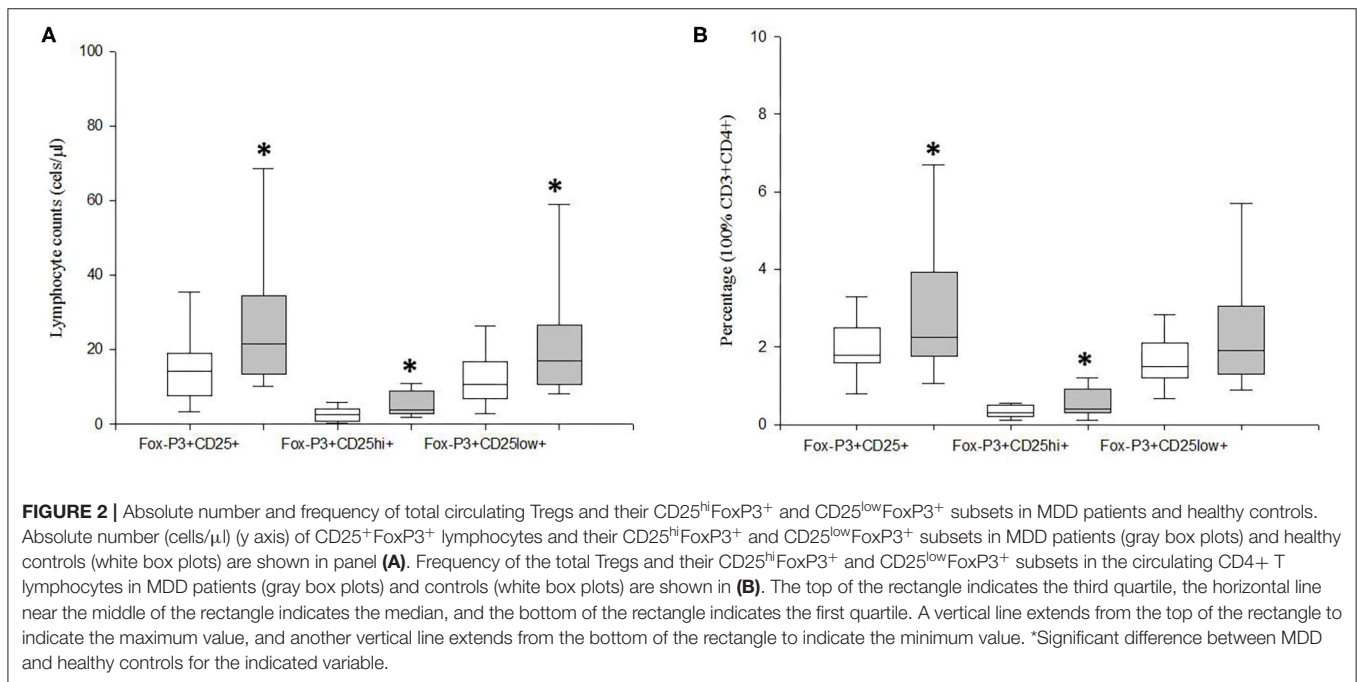 A
100
80
60
40
20
0
Lymphocyte counts (cels/µl)
*
*
*
Fox-P3+CD25+
Fox-P3+CD25hi+
Fox-P3+CD25low+
B
10
8
6
4
2
0
Percentage (100% CD3+CD4+)
*
*
Fox-P3+CD25+
Fox-P3+CD25hi+
Fox-P3+CD25low+
FIGURE 2 | Absolute number and frequency of total circulating Tregs and their CD25hiFoxP3+ and CD25lowFoxP3+ subsets in MDD patients and healthy controls.
Absolute number (cells/µl) (y axis) of CD25+FoxP3+ lymphocytes and their CD25hiFoxP3+ and CD25lowFoxP3+ subsets in MDD patients (gray box plots) and healthy
controls (white box plots) are shown in panel (A). Frequency of the total Tregs and their CD25hiFoxP3+ and CD25lowFoxP3+ subsets in the circulating CD4+ T
lymphocytes in MDD patients (gray box plots) and controls (white box plots) are shown in (B). The top of the rectangle indicates the third quartile, the horizontal line
near the middle of the rectangle indicates the median, and the bottom of the rectangle indicates the first quartile. A vertical line extends from the top of the rectangle to
indicate the maximum value, and another vertical line extends from the bottom of the rectangle to indicate the minimum value. *Significant difference between MDD
and healthy controls for the indicated variable.